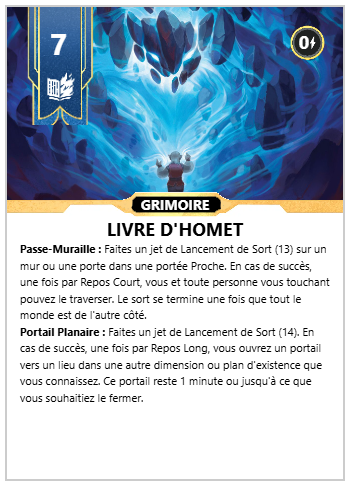 7
0
GRIMOIRE
LIVRE D'HOMET
Passe-Muraille : Faites un jet de Lancement de Sort (13) sur un
mur ou une porte dans une portée Proche. En cas de succès,
une fois par Repos Court, vous et toute personne vous touchant
pouvez le traverser. Le sort se termine une fois que tout le
monde est de l'autre côté.
Portail Planaire : Faites un jet de Lancement de Sort (14). En
cas de succès, une fois par Repos Long, vous ouvrez un portail
vers un lieu dans une autre dimension ou plan d'existence que
vous connaissez. Ce portail reste 1 minute ou jusqu'à ce que
vous souhaitiez le fermer.